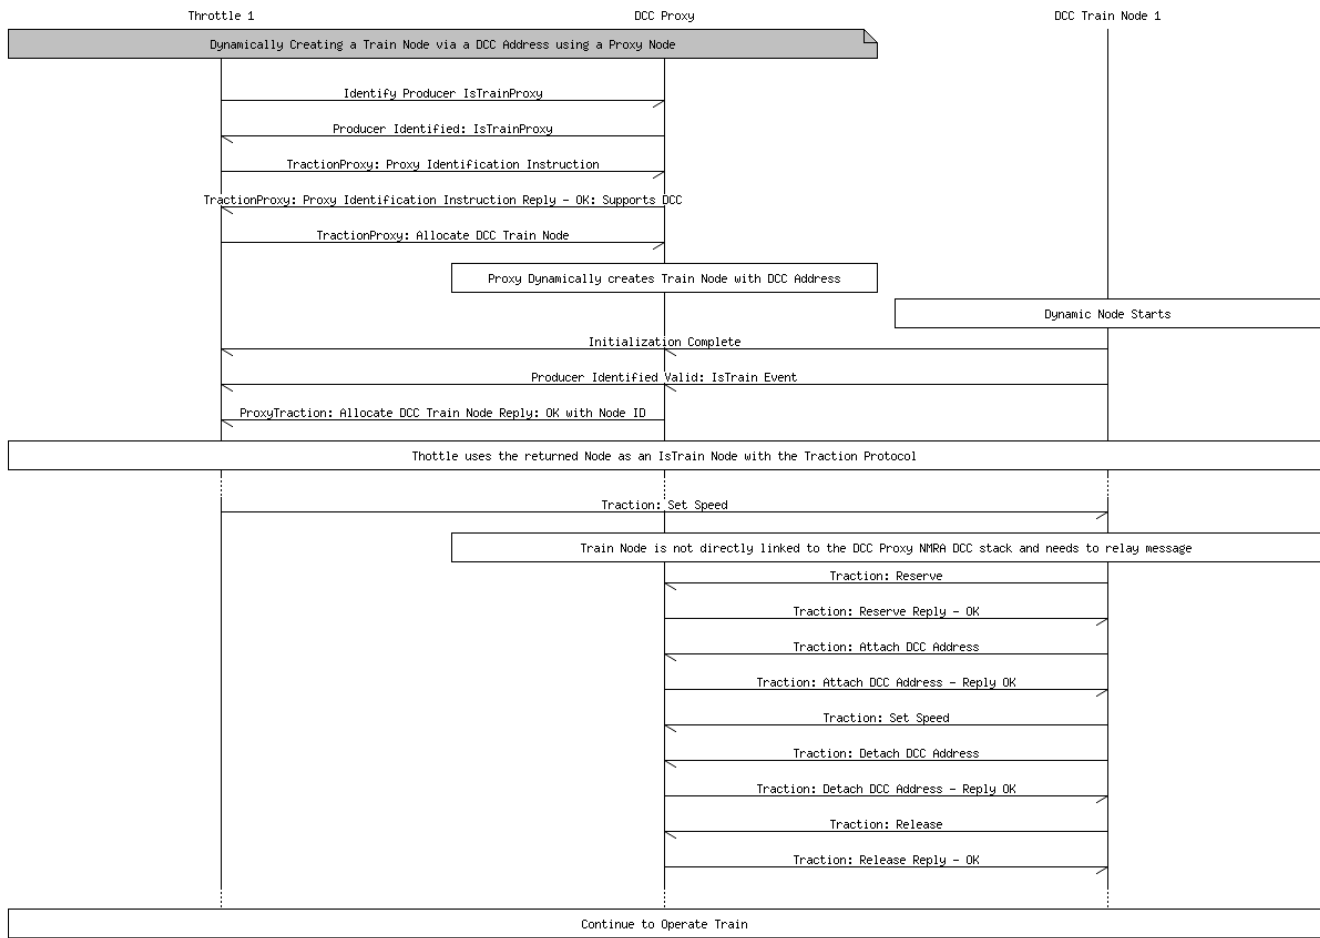 Throttle 1
DCC Proxy
DCC Train Node 1
Dynamically Creating a Train Node via a DCC Address using a Proxy Node
Identify Producer IsTrainProxy
Producer Identified: IsTrainProxy
TractionProxy: Proxy Identification Instruction
TractionProxy: Proxy Identification Instruction Reply - OK: Supports DCC
TractionProxy: Allocate DCC Train Node
Proxy Dynamically creates Train Node with DCC Address
Dynamic Node Starts
Initialization Complete
Producer Identified Valid: IsTrain Event
ProxyTraction: Allocate DCC Train Node Reply: OK with Node ID
Thottle uses the returned Node as an IsTrain Node with the Traction Protocol
Traction: Set Speed
Train Node is not directly linked to the DCC Proxy NMRA DCC stack and needs to relay message
Traction: Reserve
Traction: Reserve Reply - OK
Traction: Attach DCC Address
Traction: Attach DCC Address - Reply OK
Traction: Set Speed
Traction: Detach DCC Address
Traction: Detach DCC Address - Reply OK
Traction: Release
Traction: Release Reply - OK
Continue to Operate Train